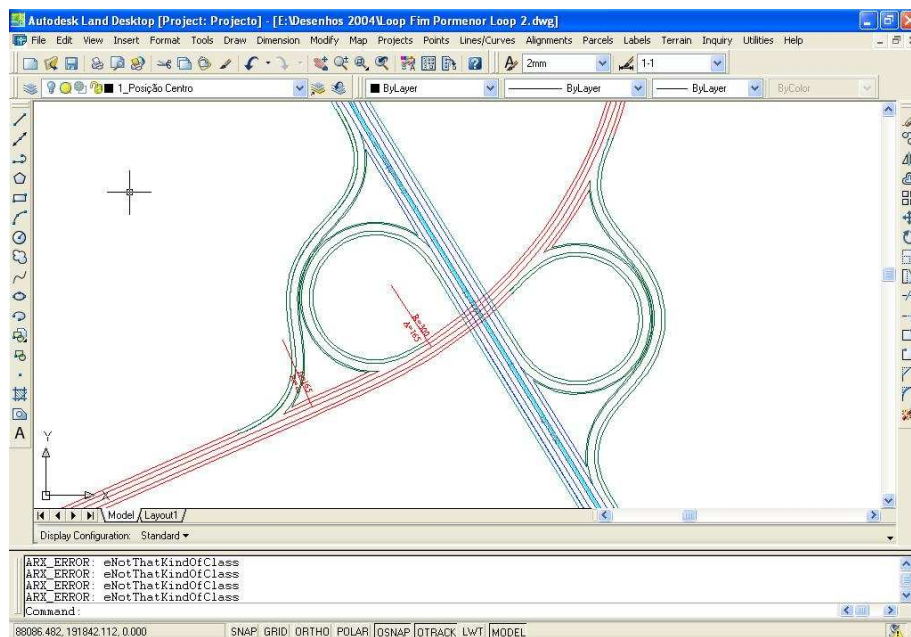 Autodesk Land Desktop [Project: Projecto] - [E:\Desenhos 2004\Loop Fim Pormenor Loop 2.dwg]
File Edit View Insert Format Tools Draw Dimension Modify Map Projects Points Lines/Curves Alignments Parcels Labels Terrain Inquiry Utilities Help
2mm 1-1
1_Posição Centro ByLayer ByLayer ByLayer ByColor
R=300
A=165
Y
X
Model Layout1
Display Configuration: Standard
ARX_ERROR: eNotThatKindOfClass
ARX_ERROR: eNotThatKindOfClass
ARX_ERROR: eNotThatKindOfClass
ARX_ERROR: eNotThatKindOfClass
Command:
88086.482, 191842.112, 0.000 SNAP GRID ORTHO POLAR OSNAP OTRACK LWT MODEL